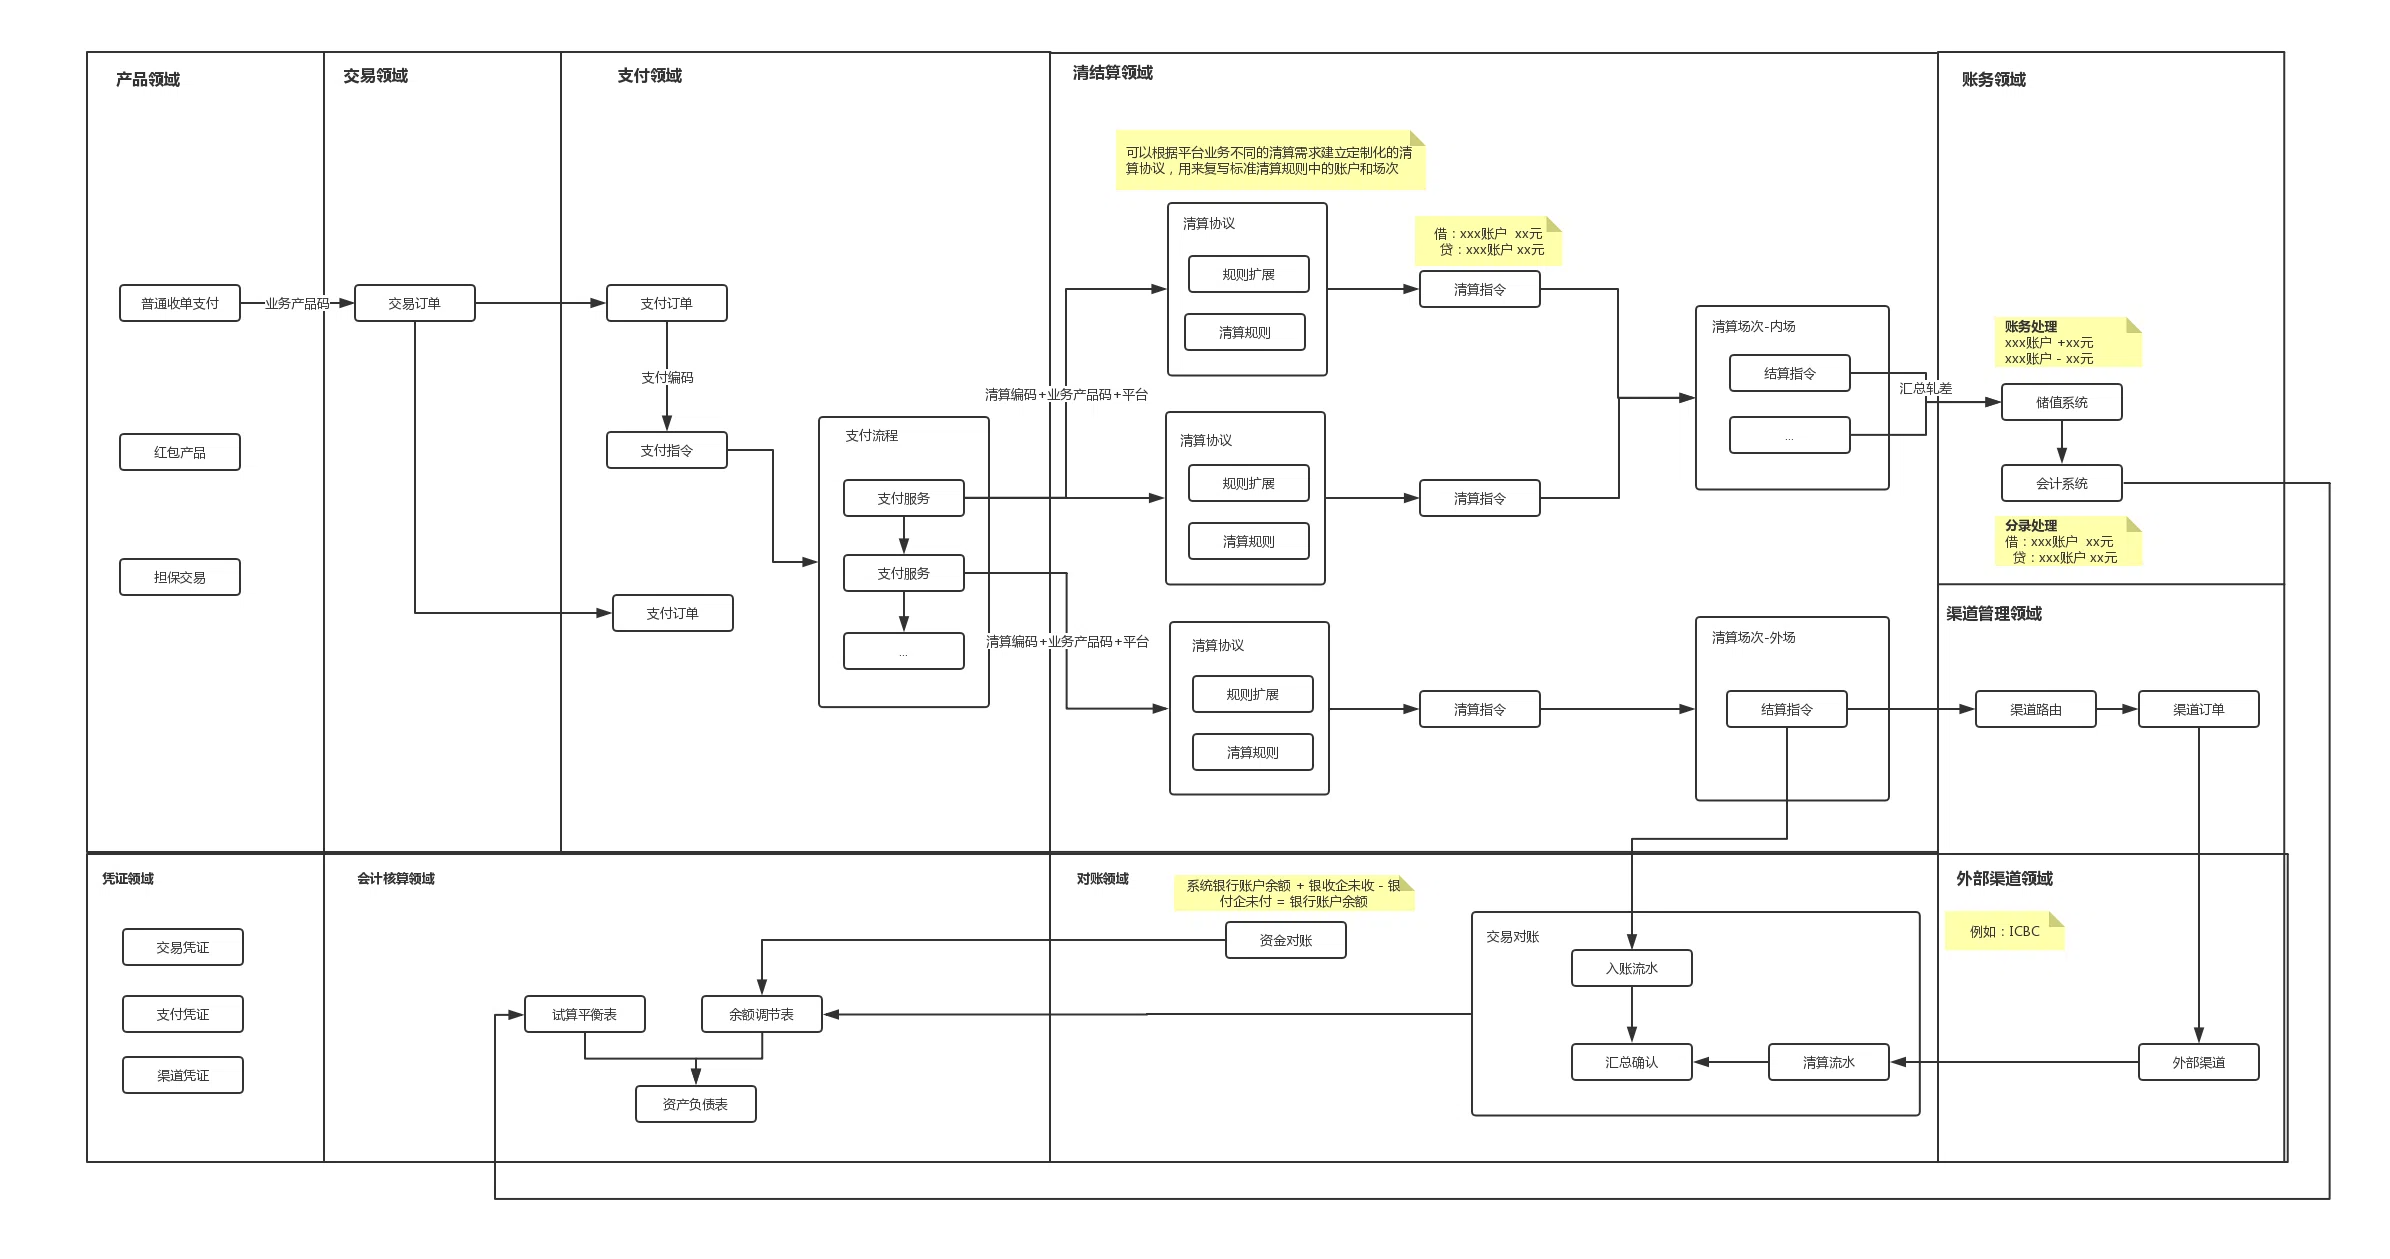 产品领域
交易领域
支付领域
清结算领域
账务领域
可以根据平台业务不同的清算需求建立定制化的清
算协议，用来复写标准清算规则中的账户和场次
普通收单支付
业务产品码
红包产品
担保交易
交易订单
支付订单
支付编码
支付指令
支付订单
支付流程
支付服务
支付服务
...
清算编码+业务产品码+平台
清算编码+业务产品码+平台
清算协议
规则扩展
清算规则
清算协议
规则扩展
清算规则
清算协议
规则扩展
清算规则
借：xxx账户 xx元
贷：xxx账户 xx元
清算指令
清算指令
清算指令
清算场次-内场
结算指令
...
汇总轧差
清算场次-外场
结算指令
账务处理
xxx账户 +xx元
xxx账户 - xx元
储值系统
会计系统
分录处理
借：xxx账户 xx元
贷：xxx账户 xx元
渠道管理领域
渠道路由
渠道订单
凭证领域
交易凭证
支付凭证
渠道凭证
会计核算领域
试算平衡表
余额调节表
资产负债表
对账领域
系统银行账户余额 + 银收企未收 - 银
付企未付 = 银行账户余额
资金对账
交易对账
入账流水
汇总确认
清算流水
外部渠道领域
例如：ICBC
外部渠道